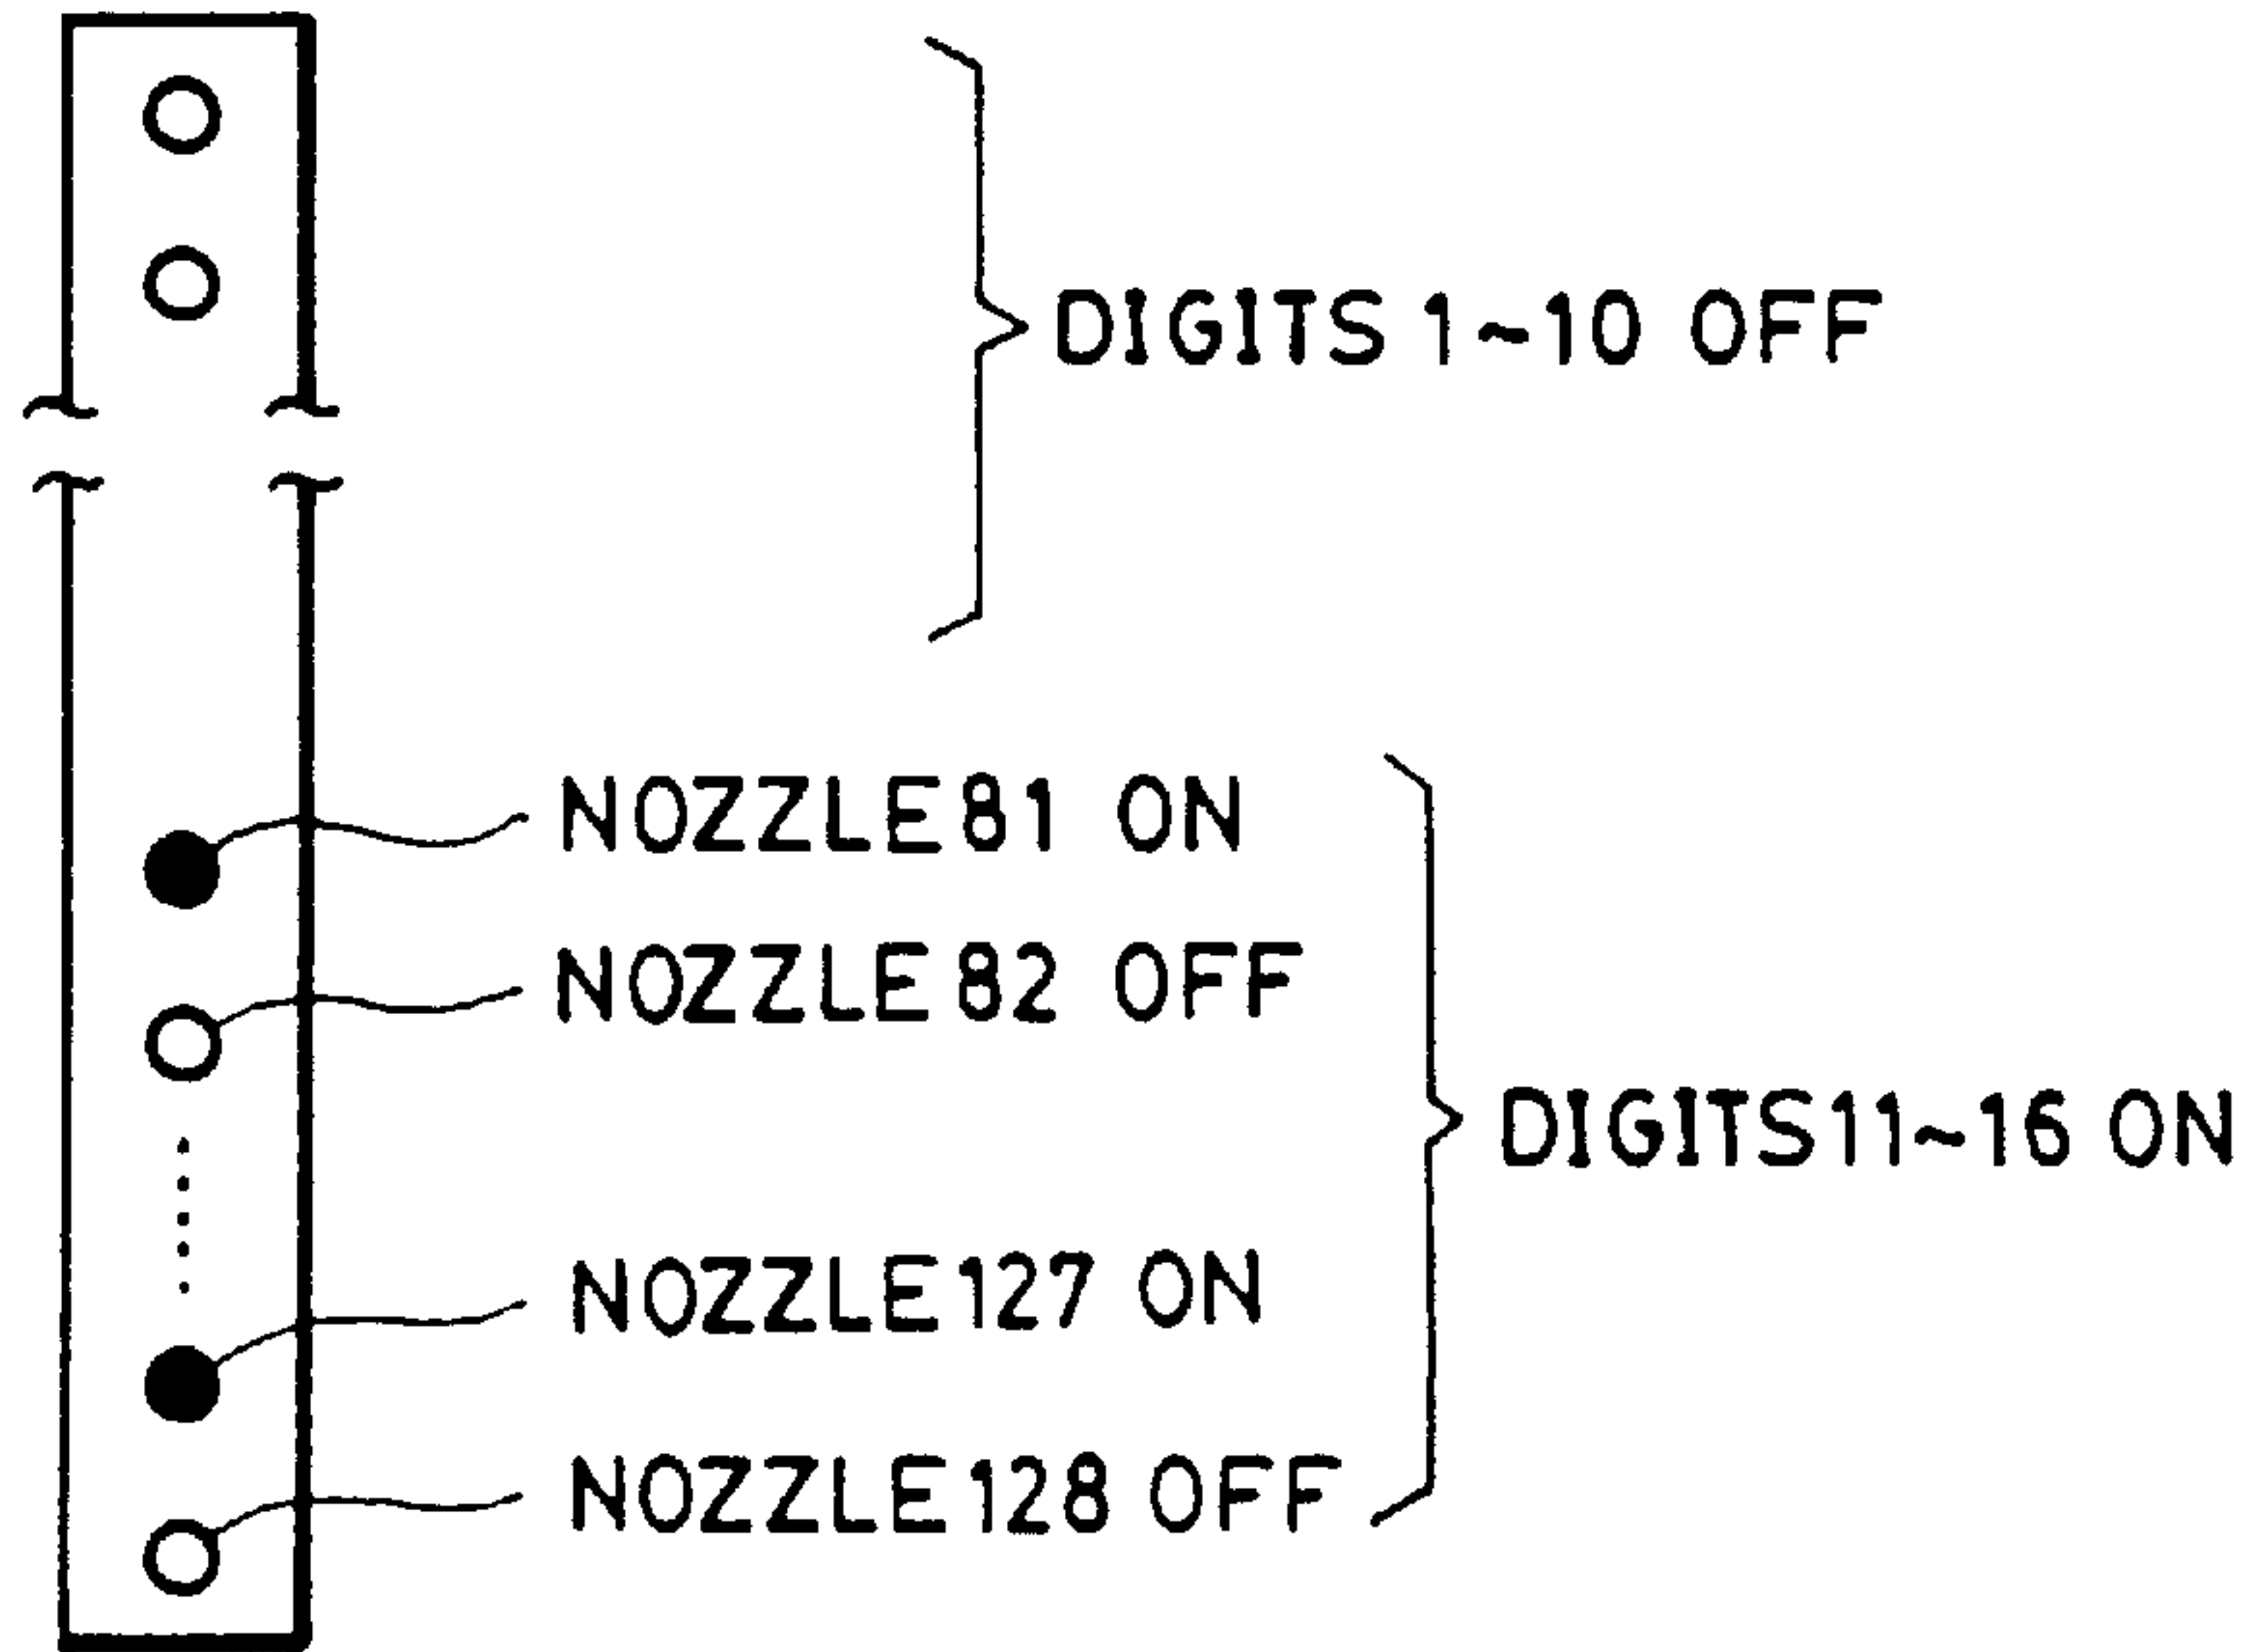 DIGITS 1~10 OFF
NOZZLE 81 ON
NOZZLE 82 OFF
DIGITS 11~16 ON
NOZZLE 127 ON
NOZZLE 128 OFF